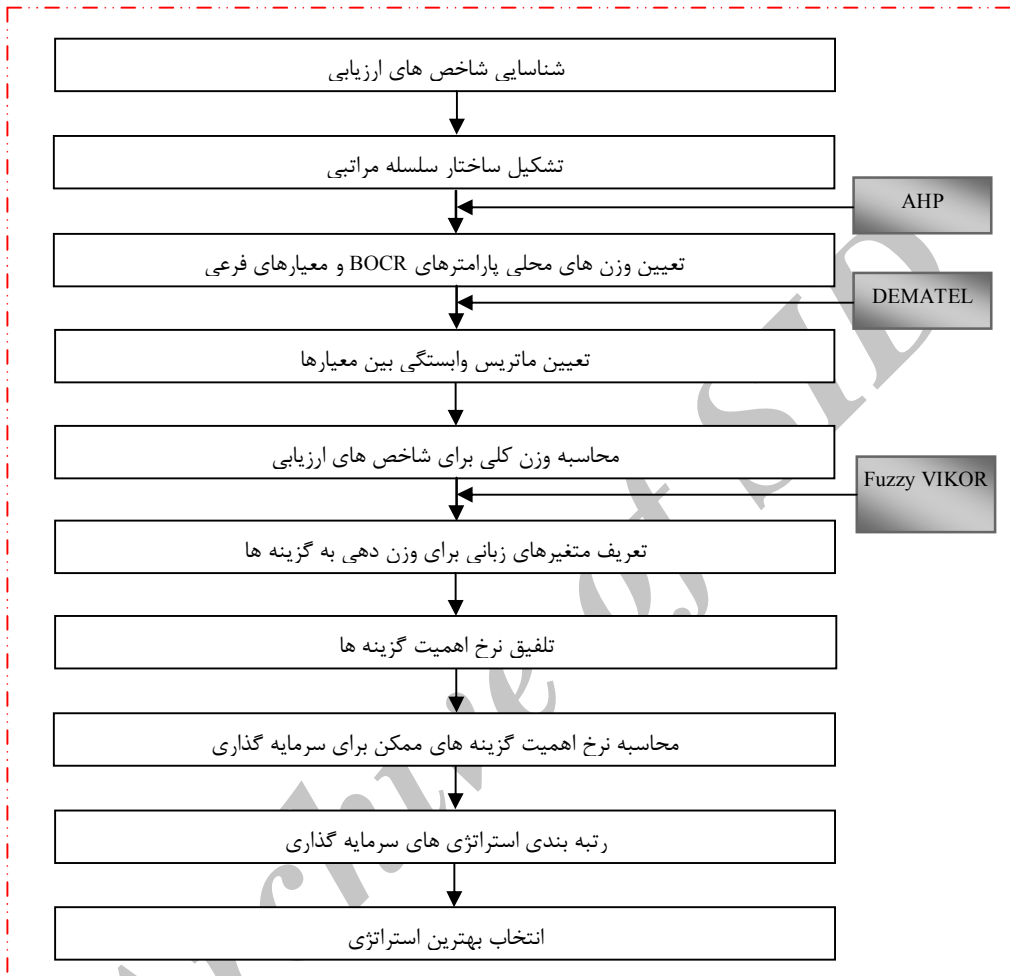 شناسایی شاخص های ارزیابی
تشکیل ساختار سلسله مراتبی
AHP
تعیین وزن های محلی پارامترهای BOCR و معیارهای فرعی
DEMATEL
تعیین ماتریس وابستگی بین معیارها
محاسبه وزن کلی برای شاخص های ارزیابی
Fuzzy VIKOR
تعریف متغیرهای زبانی برای وزن دهی به گزینه ها
تلفیق نرخ اهمیت گزینه ها
محاسبه نرخ اهمیت گزینه های ممکن برای سرمایه گذاری
رتبه بندی استراتژی های سرمایه گذاری
انتخاب بهترین استراتژی
Archive of SID